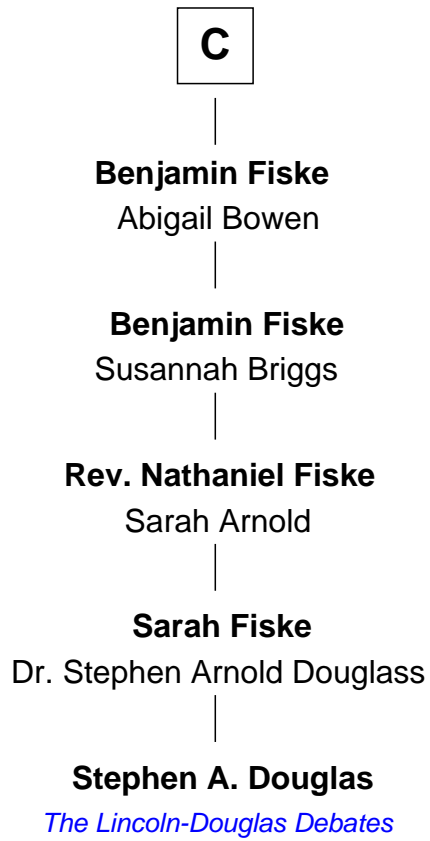 C
Benjamin Fiske
Abigail Bowen
Benjamin Fiske
Susannah Briggs
Rev. Nathaniel Fiske
Sarah Arnold
Sarah Fiske
Dr. Stephen Arnold Douglass
Stephen A. Douglas
The Lincoln-Douglas Debates